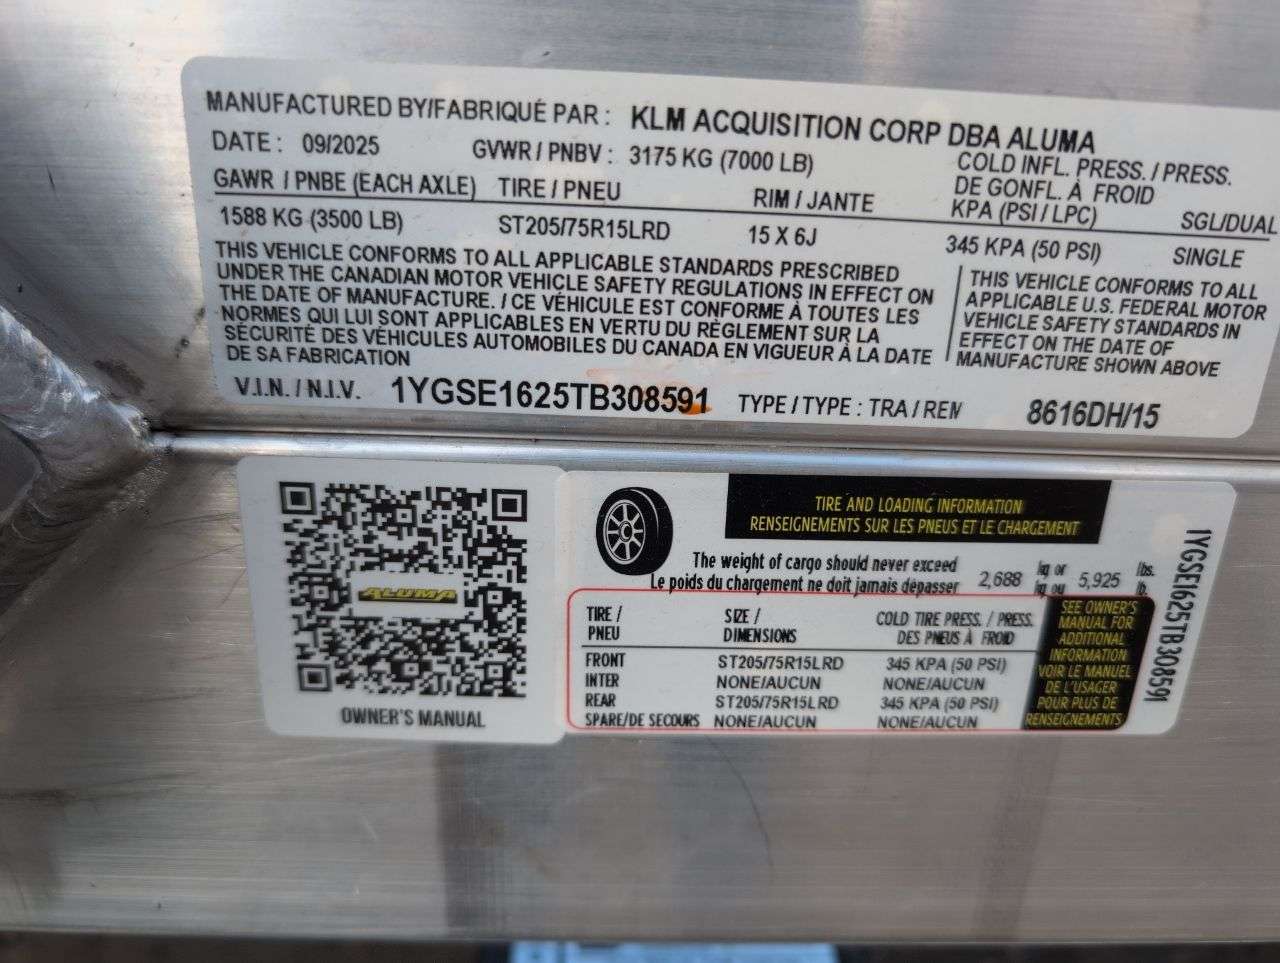 MANUFACTURED BY/FABRIQUÉ PAR : KLM ACQUISITION CORP DBA ALUMA
DATE : 09/2025 GVWR / PNBV : 3175 KG (7000 LB)
COLD INFL. PRESS. / PRESS.
DE GONFL. À FROID
GAWR / PNBE (EACH AXLE) TIRE / PNEU RIM / JANTE KPA (PSI / LPC) SGL/DUAL
1588 KG (3500 LB) ST205/75R15LRD 15 X 6J 345 KPA (50 PSI) SINGLE
THIS VEHICLE CONFORMS TO ALL APPLICABLE STANDARDS PRESCRIBED
UNDER THE CANADIAN MOTOR VEHICLE SAFETY REGULATIONS IN EFFECT ON
THE DATE OF MANUFACTURE. / CE VÉHICULE EST CONFORME À TOUTES LES
NORMES QUI LUI SONT APPLICABLES EN VERTU DU RÈGLEMENT SUR LA
SÉCURITÉ DES VÉHICULES AUTOMOBILES DU CANADA EN VIGUEUR À LA DATE
DE SA FABRICATION
THIS VEHICLE CONFORMS TO ALL
APPLICABLE U.S. FEDERAL MOTOR
VEHICLE SAFETY STANDARDS IN
EFFECT ON THE DATE OF
MANUFACTURE SHOWN ABOVE
V.I.N. / N.I.V. 1YGSE1625TB308591 TYPE / TYPE : TRA / REM 8616DH/15
ALUMA
OWNER'S MANUAL
TIRE AND LOADING INFORMATION
RENSEIGNEMENTS SUR LES PNEUS ET LE CHARGEMENT
The weight of cargo should never exceed kg or lbs.
Le poids du chargement ne doit jamais dépasser 2,688 kg ou 5,925 lb.
TIRE / SIZE / COLD TIRE PRESS. / PRESS.
PNEU DIMENSIONS DES PNEUS À FROID
FRONT ST205/75R15LRD 345 KPA (50 PSI)
INTER NONE/AUCUN NONE/AUCUN
REAR ST205/75R15LRD 345 KPA (50 PSI)
SPARE/DE SECOURS NONE/AUCUN NONE/AUCUN
SEE OWNER'S
MANUAL FOR
ADDITIONAL
INFORMATION
VOIR LE MANUEL
DE L'USAGER
POUR PLUS DE
RENSEIGNEMENTS
1YGSE1625TB308591